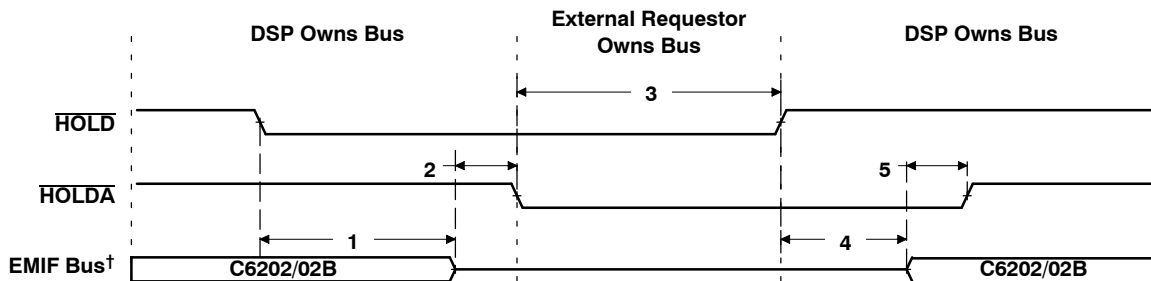 DSP Owns Bus
External Requestor
Owns Bus
DSP Owns Bus
3
HOLD
2
5
HOLDA
1
4
EMIF Bus†
C6202/02B
C6202/02B